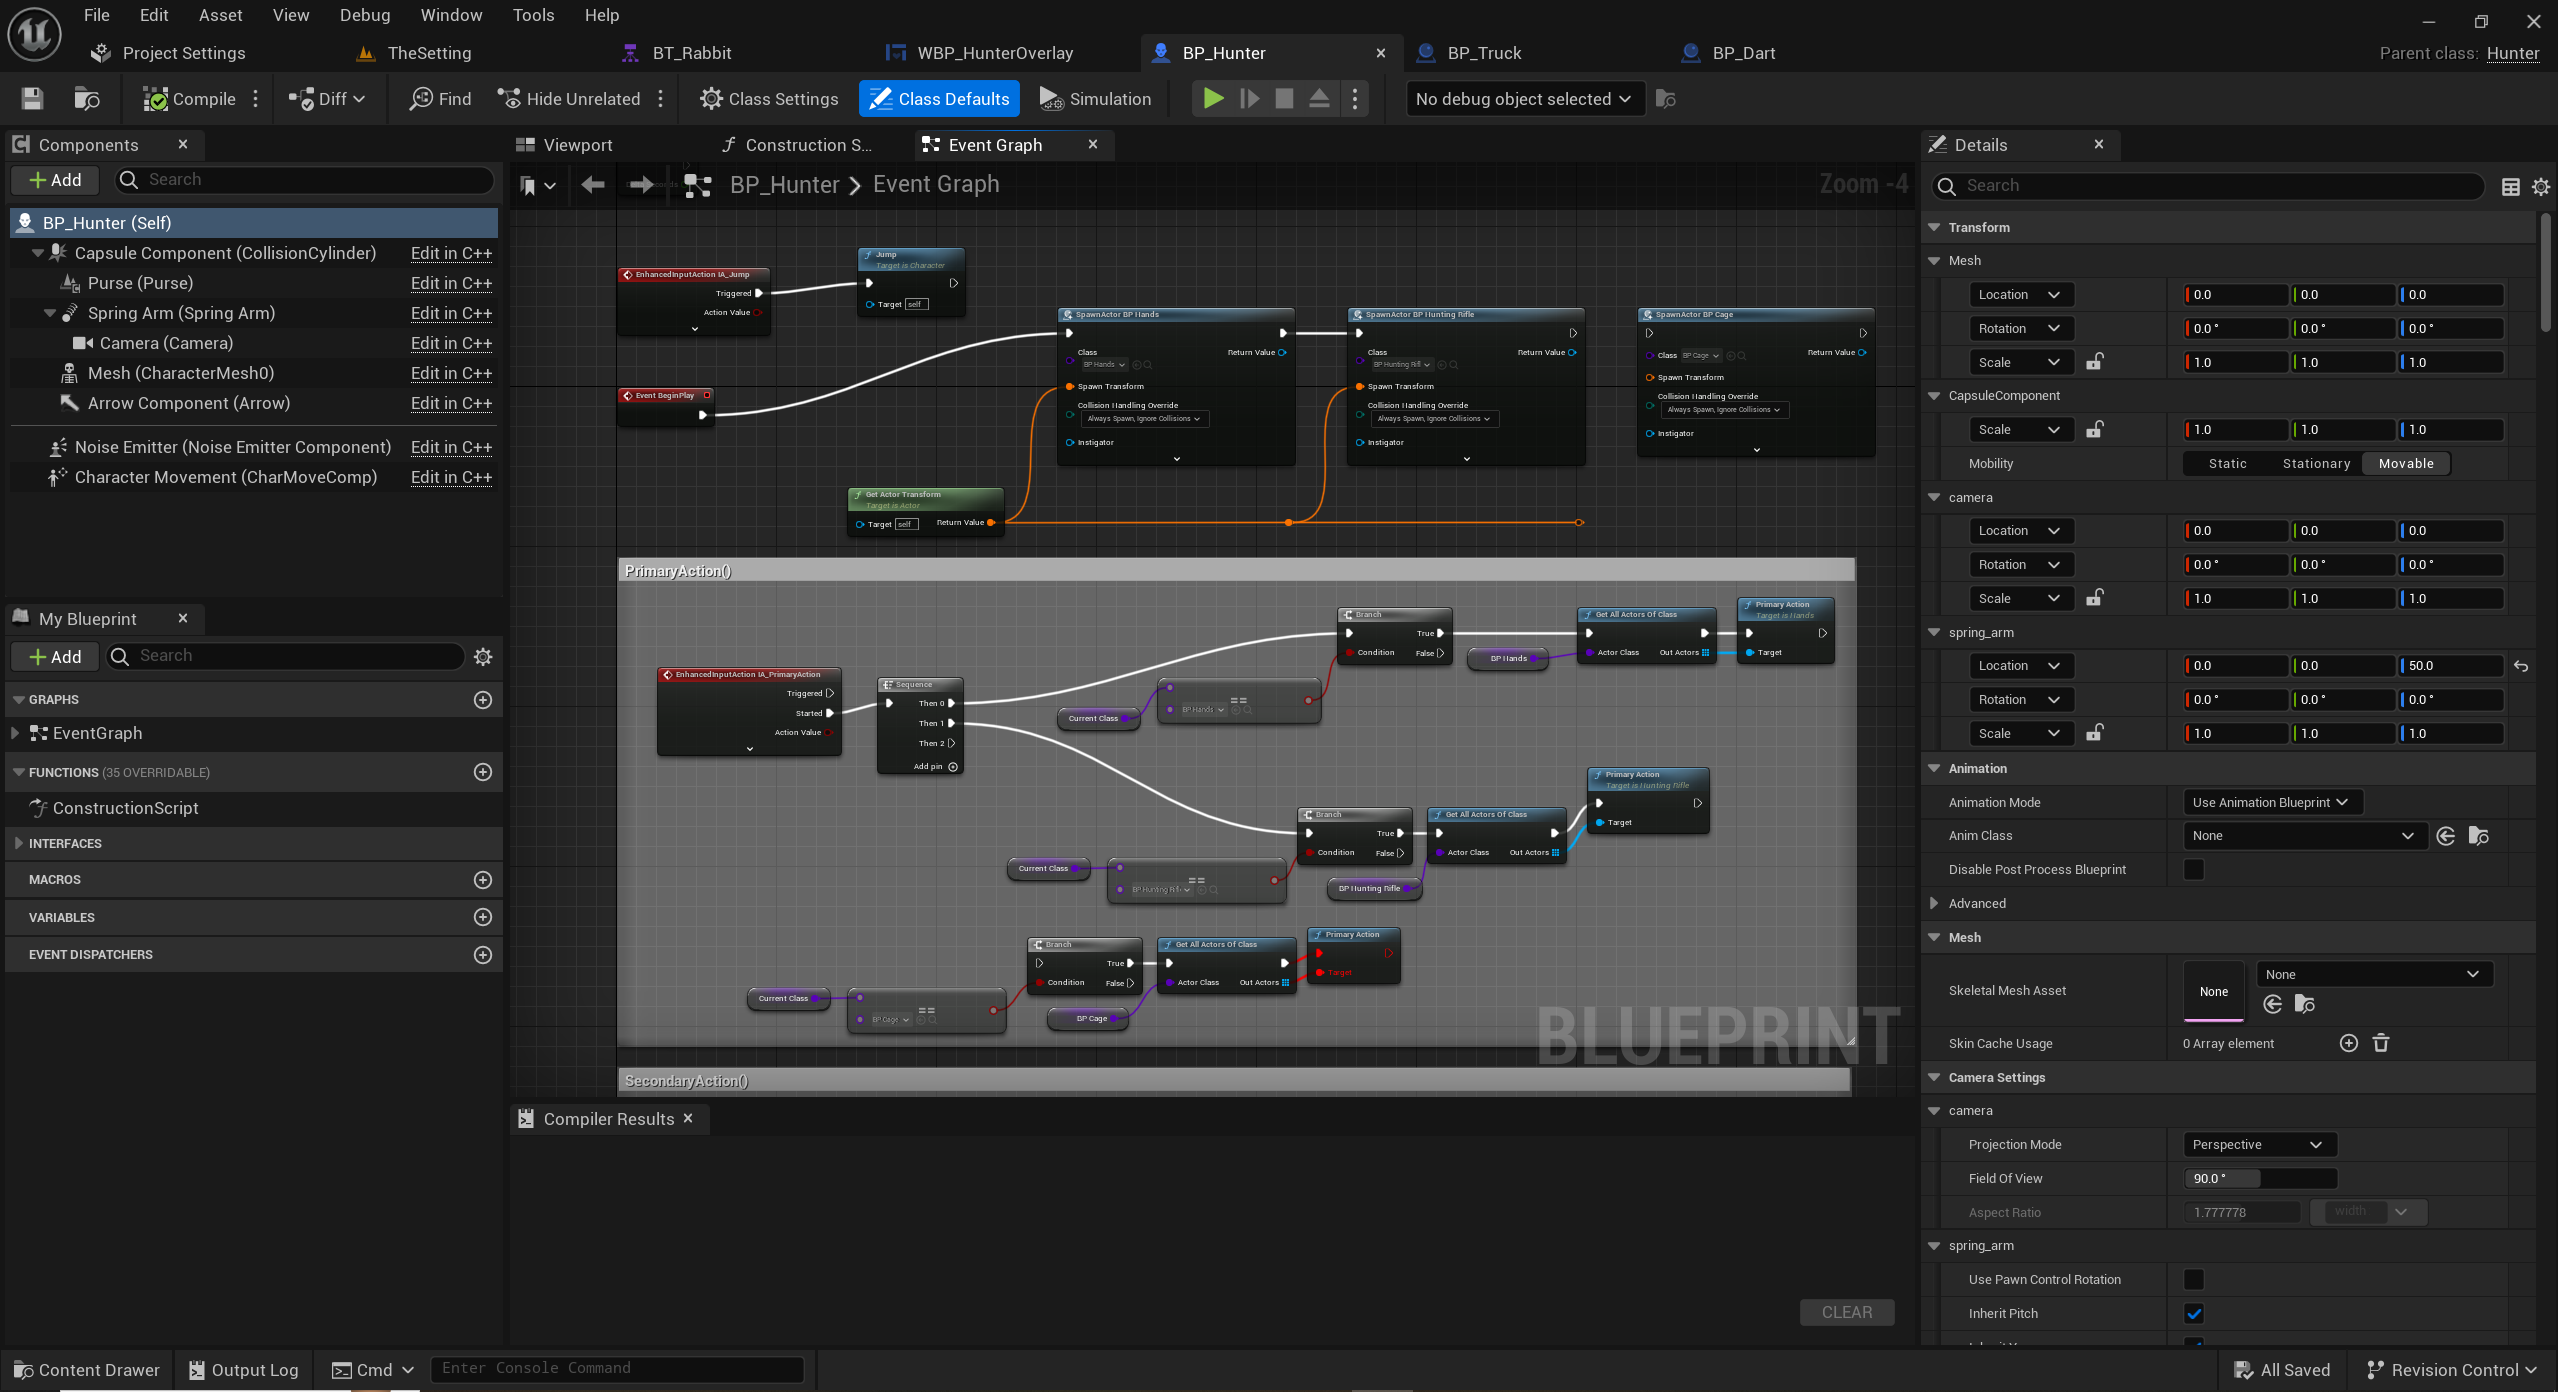 File Edit Asset View Debug Window Tools Help
Project Settings TheSetting BT_Rabbit WBP_HunterOverlay BP_Hunter BP_Truck BP_Dart Parent class: Hunter
Compile Diff Find Hide Unrelated Class Settings Class Defaults Simulation No debug object selected
Components
Add Search
BP_Hunter (Self)
Capsule Component (CollisionCylinder) Edit in C++
Purse (Purse) Edit in C++
Spring Arm (Spring Arm) Edit in C++
Camera (Camera) Edit in C++
Mesh (CharacterMesh0) Edit in C++
Arrow Component (Arrow) Edit in C++
Noise Emitter (Noise Emitter Component) Edit in C++
Character Movement (CharMoveComp) Edit in C++
My Blueprint
Add Search
GRAPHS
EventGraph
FUNCTIONS (35 OVERRIDABLE)
ConstructionScript
INTERFACES
MACROS
VARIABLES
EVENT DISPATCHERS
Viewport Construction S... Event Graph
BP_Hunter > Event Graph Zoom -4
EnhancedInputAction IA_Jump
Triggered
Action Value
Jump
Target is Character
Target self
Event BeginPlay
SpawnActor BP Hands
Class
BP Hands
Return Value
Spawn Transform
Collision Handling Override
Always Spawn, Ignore Collisions
Instigator
SpawnActor BP Hunting Rifle
Class
BP Hunting Rifl
Return Value
Spawn Transform
Collision Handling Override
Always Spawn, Ignore Collisions
Instigator
SpawnActor BP Cage
Class BP Cage
Return Value
Spawn Transform
Collision Handling Override
Always Spawn, Ignore Collisions
Instigator
Get Actor Transform
Target is Actor
Target self Return Value
PrimaryAction()
EnhancedInputAction IA_PrimaryAction
Triggered
Started
Action Value
Sequence
Then 0
Then 1
Then 2
Add pin
Branch
True
Condition False
Get All Actors Of Class
Actor Class Out Actors
Primary Action
Target is Hands
Target
BP Hands
Current Class
==
BP Hands
Branch
True
Condition False
Get All Actors Of Class
Actor Class Out Actors
Primary Action
Target is Hunting Rifle
Target
Current Class
==
BP Hunting Rifl
BP Hunting Rifle
Branch
True
Condition False
Get All Actors Of Class
Actor Class Out Actors
Primary Action
Target
Current Class
==
BP Cage
BP Cage
BLUEPRINT
SecondaryAction()
Compiler Results
CLEAR
Details
Search
Transform
Mesh
Location 0.0 0.0 0.0
Rotation 0.0 ° 0.0 ° 0.0 °
Scale 1.0 1.0 1.0
CapsuleComponent
Scale 1.0 1.0 1.0
Mobility Static Stationary Movable
camera
Location 0.0 0.0 0.0
Rotation 0.0 ° 0.0 ° 0.0 °
Scale 1.0 1.0 1.0
spring_arm
Location 0.0 0.0 50.0
Rotation 0.0 ° 0.0 ° 0.0 °
Scale 1.0 1.0 1.0
Animation
Animation Mode Use Animation Blueprint
Anim Class None
Disable Post Process Blueprint
Advanced
Mesh
Skeletal Mesh Asset None None
Skin Cache Usage 0 Array element
Camera Settings
camera
Projection Mode Perspective
Field Of View 90.0 °
Aspect Ratio 1.777778 width
spring_arm
Use Pawn Control Rotation
Inherit Pitch
Content Drawer Output Log Cmd Enter Console Command All Saved Revision Control